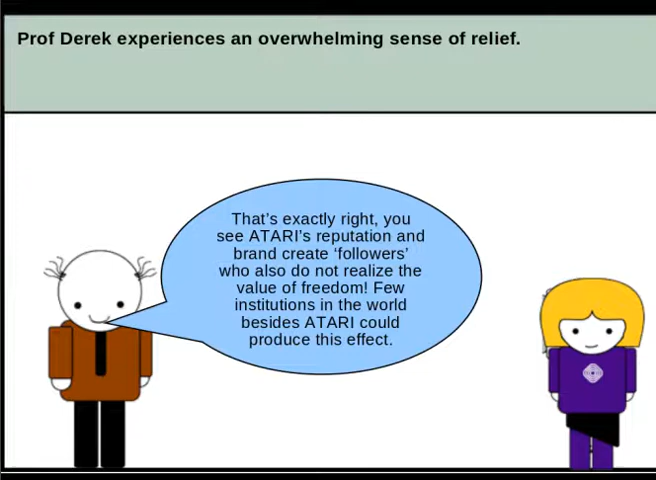 Prof Derek experiences an overwhelming sense of relief.
That's exactly right, you
see ATARI's reputation and
brand create 'followers'
who also do not realize the
value of freedom! Few
institutions in the world
besides ATARI could
produce this effect.